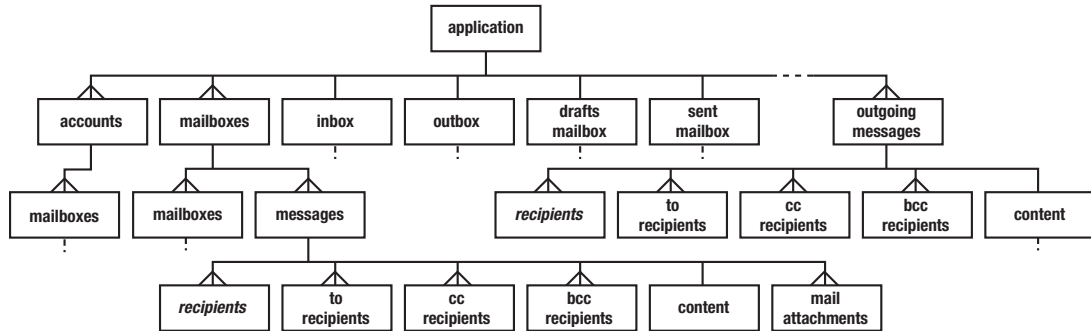 application
accounts
mailboxes
inbox
outbox
drafts
mailbox
sent
mailbox
outgoing
messages
mailboxes
mailboxes
messages
recipients
to
recipients
cc
recipients
bcc
recipients
content
recipients
to
recipients
cc
recipients
bcc
recipients
content
mail
attachments